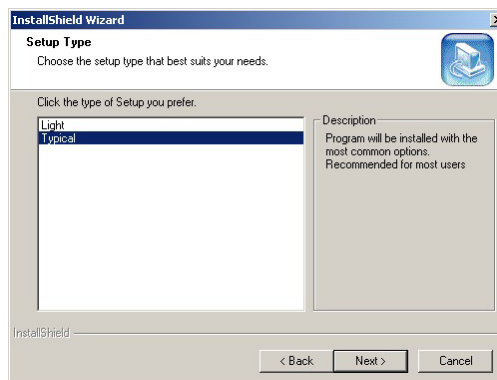 InstallShield Wizard
Setup Type
Choose the setup type that best suits your needs.
Click the type of Setup you prefer.
Light
Typical
Description
Program will be installed with the
most common options.
Recommended for most users
InstallShield
< Back
Next >
Cancel